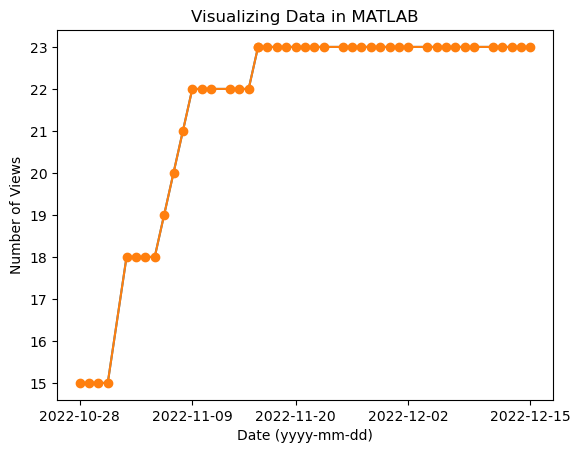 Visualizing Data in MATLAB
Number of Views
23
22
21
20
19
18
17
16
15
2022-10-28 2022-11-09 2022-11-20 2022-12-02 2022-12-15
Date (yyyy-mm-dd)